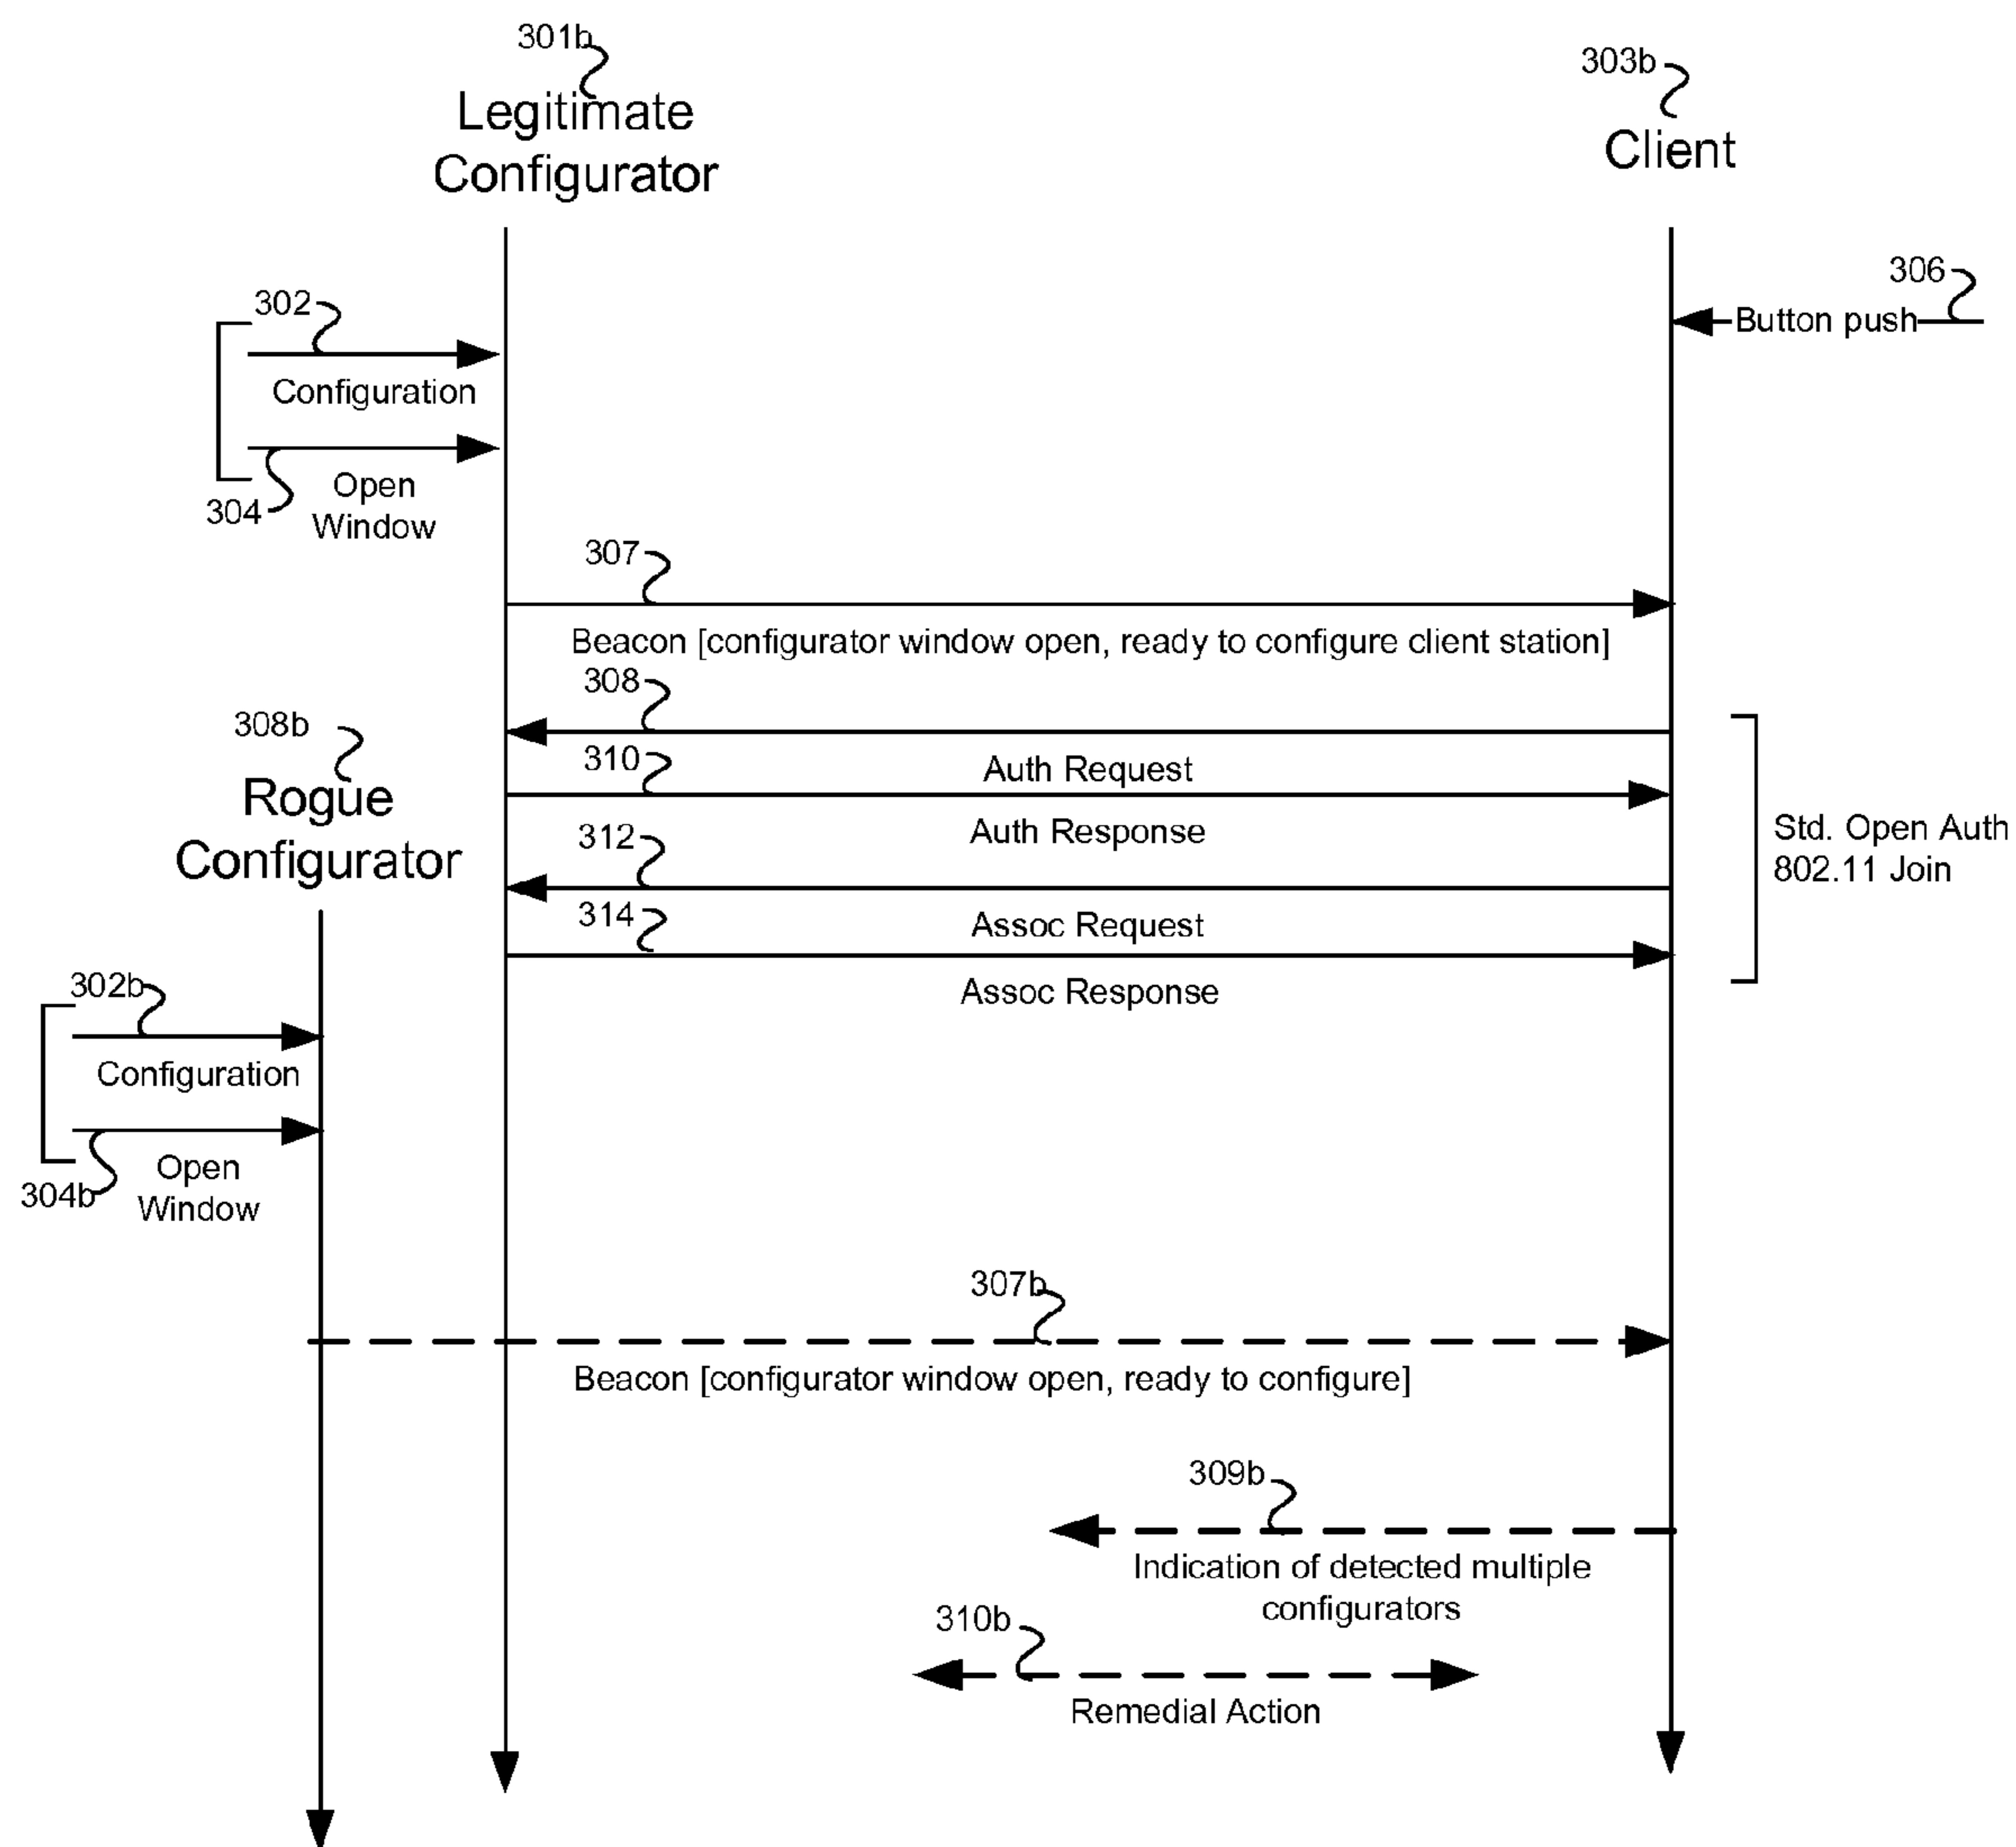 301b
Legitimate
Configurator
303b
Client
306
Button push
302
Configuration
304
Open
Window
307
Beacon [configurator window open, ready to configure client station]
308
Auth Request
310
Auth Response
312
Assoc Request
314
Assoc Response
Std. Open Auth
802.11 Join
308b
Rogue
Configurator
302b
Configuration
304b
Open
Window
307b
Beacon [configurator window open, ready to configure]
309b
Indication of detected multiple
configurators
310b
Remedial Action